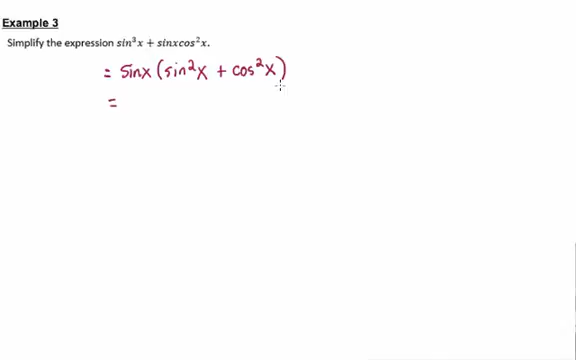 Example 3
Simplify the expression sin³x + sinxcos²x.
= sinx (sin²x + cos²x)
=